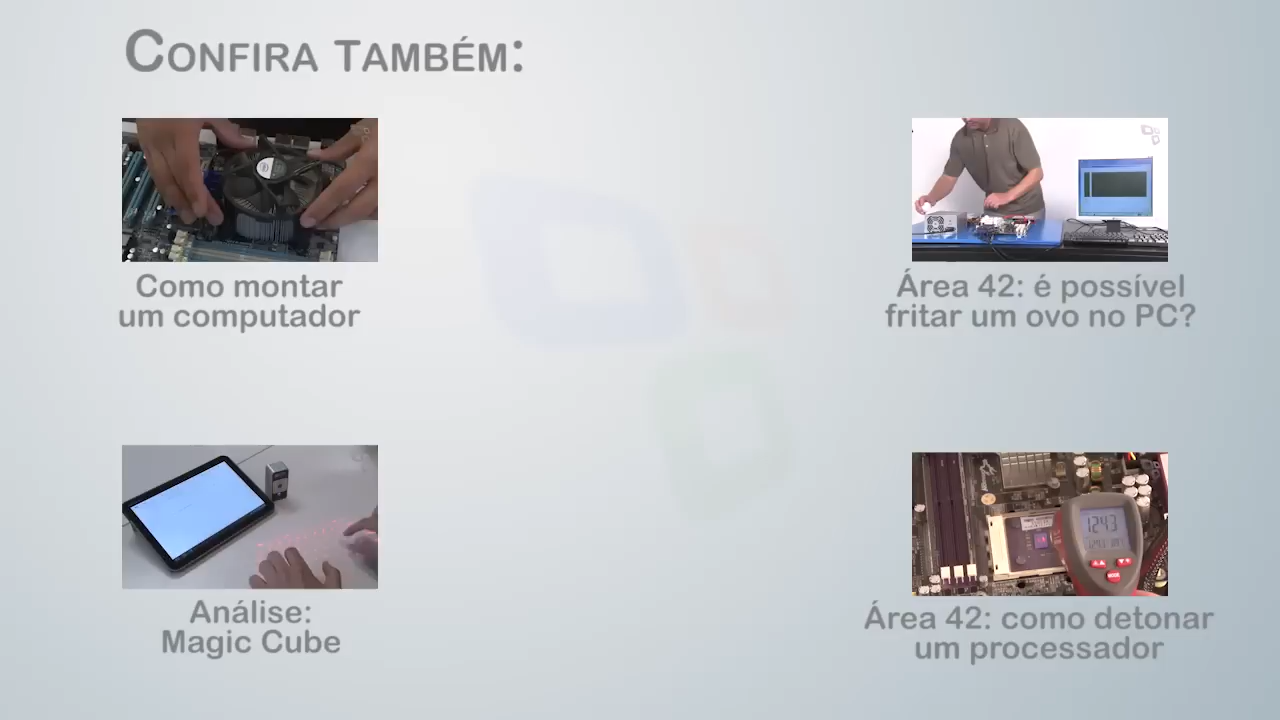 Confira Também:
Como montar
um computador
Área 42: é possível
fritar um ovo no PC?
Análise:
Magic Cube
1243
Área 42: como detonar
um processador